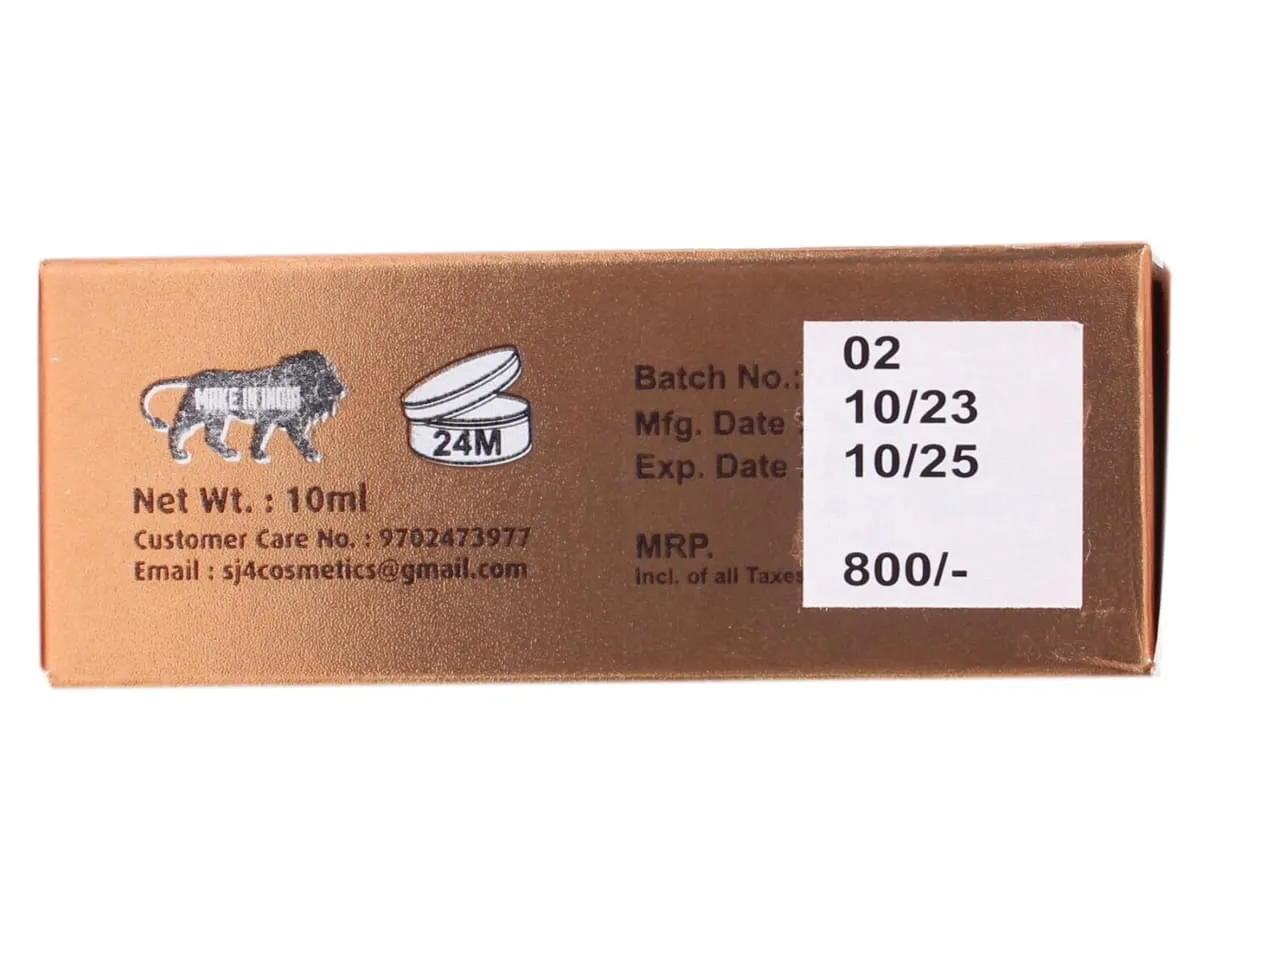 MAKE IN INDIA
24M
Net Wt. : 10ml
Customer Care No. : 9702473977
Email : sj4cosmetics@gmail.com
Batch No.: 02
Mfg. Date : 10/23
Exp. Date : 10/25
MRP. 800/-
Incl. of all Taxes